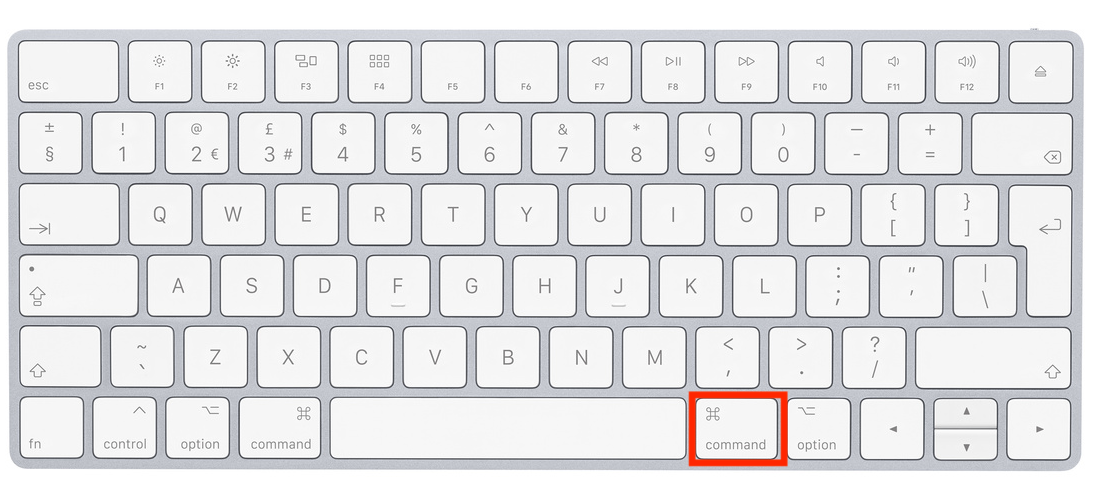 esc F1 F2 F3 F4 F5 F6 F7 F8 F9 F10 F11 F12
± ! @ £ $ % ^ & * ( ) — +
§ 1 2 € 3 # 4 5 6 7 8 9 0 - =
Q W E R T Y U I O P { [ } ]
A S D F G H J K L : ; " ' | \
~ ` Z X C V B N M < , > . ? /
fn control option ⌘ command ⌘ command option